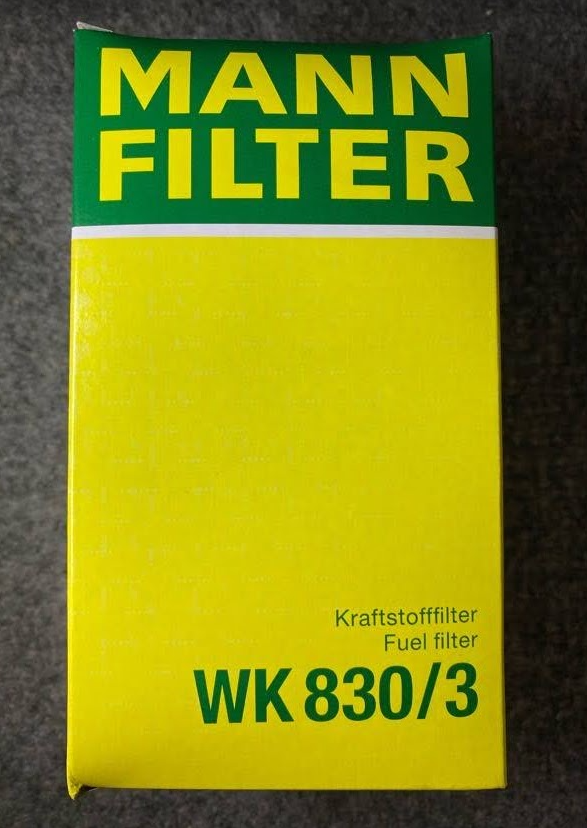 MANN
FILTER
Kraftstofffilter
Fuel filter
WK 830/3